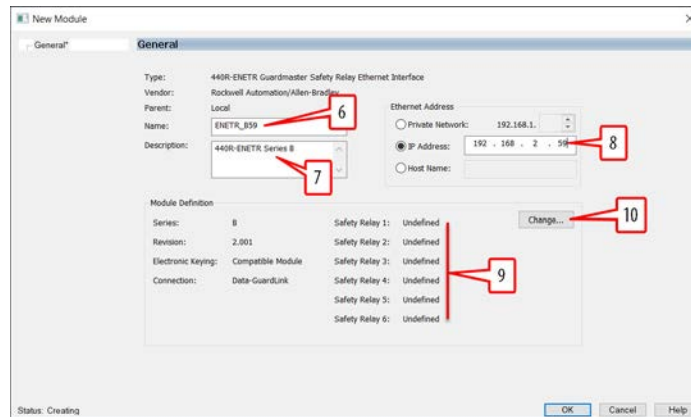 New Module
General*
General
Type: 440R-ENETR Guardmaster Safety Relay Ethernet Interface
Vendor: Rockwell Automation/Allen-Bradley
Parent: Local
Name: ENETR_B59
6
Description: 440R-ENETR Series B
7
Ethernet Address
Private Network: 192.168.1.
IP Address: 192 . 168 . 2 . 59
8
Host Name:
Module Definition
Series: B
Revision: 2.001
Electronic Keying: Compatible Module
Connection: Data-GuardLink
Safety Relay 1: Undefined
Safety Relay 2: Undefined
Safety Relay 3: Undefined
Safety Relay 4: Undefined
Safety Relay 5: Undefined
Safety Relay 6: Undefined
9
Change...
10
Status: Creating
OK
Cancel
Help